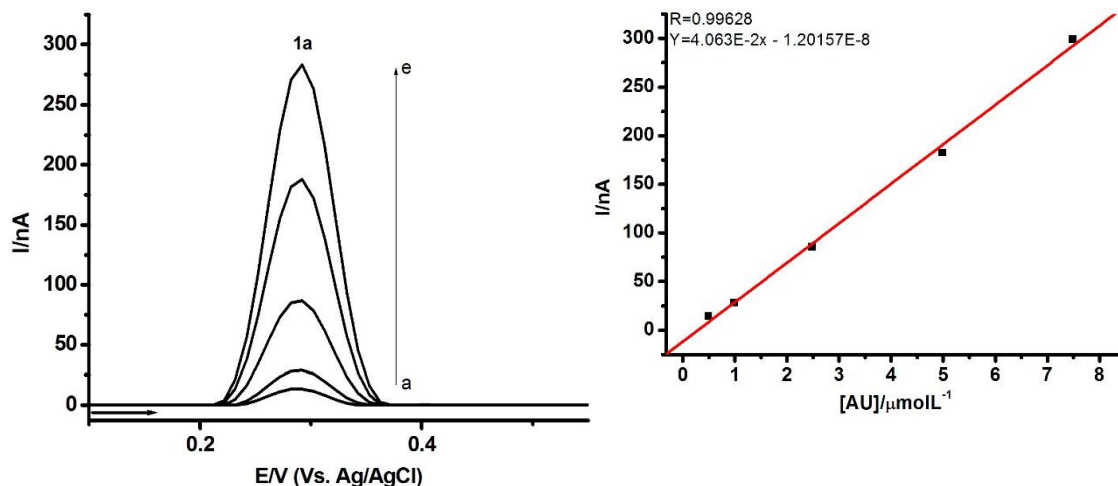 300
250
200
150
100
50
0
I/nA
1a
e
a
0.2
0.4
E/V (Vs. Ag/AgCl)
R=0.99628
Y=4.063E-2x - 1.20157E-8
300
250
200
150
100
50
0
I/nA
0 1 2 3 4 5 6 7 8
[AU]/μmolL⁻¹